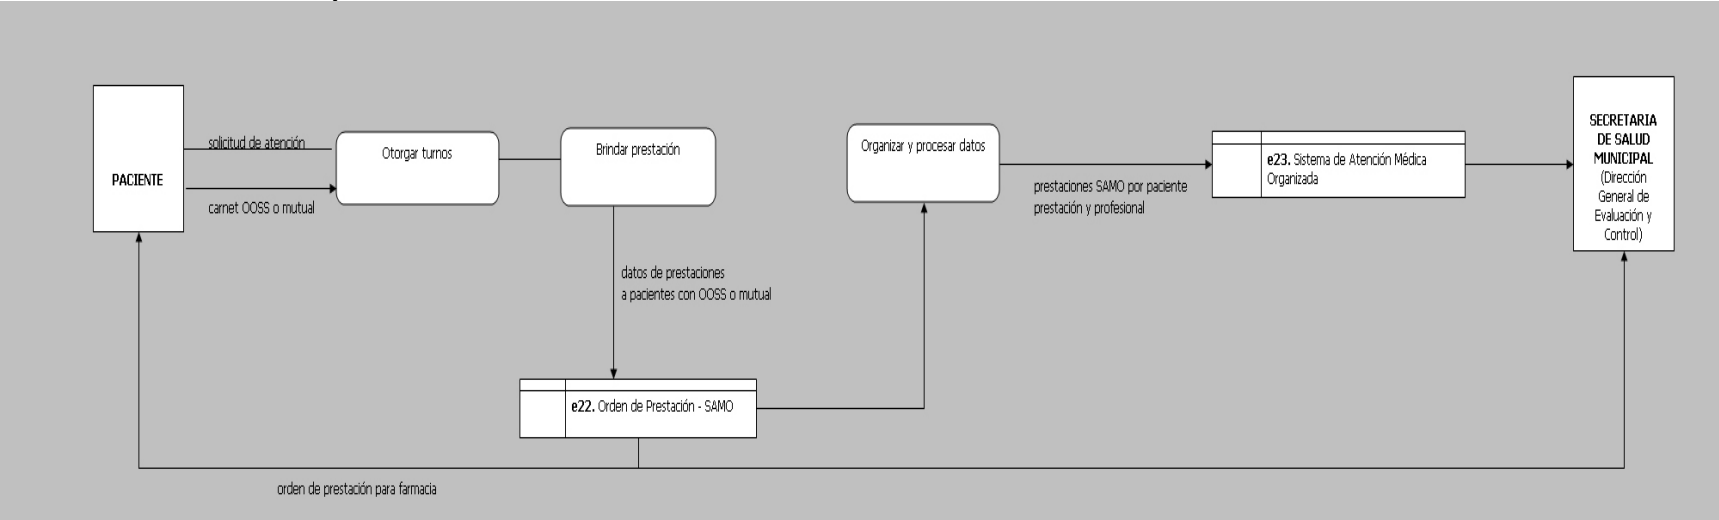 PACIENTE
solicitud de atención
carnet OOSS o mutual
Otorgar turnos
Brindar prestación
datos de prestaciones
a pacientes con OOSS o mutual
e22. Orden de Prestación - SAMO
orden de prestación para farmacia
Organizar y procesar datos
prestaciones SAMO por paciente
prestación y profesional
e23. Sistema de Atención Médica
Organizada
SECRETARIA
DE SALUD
MUNICIPAL
(Dirección
General de
Evaluación y
Control)